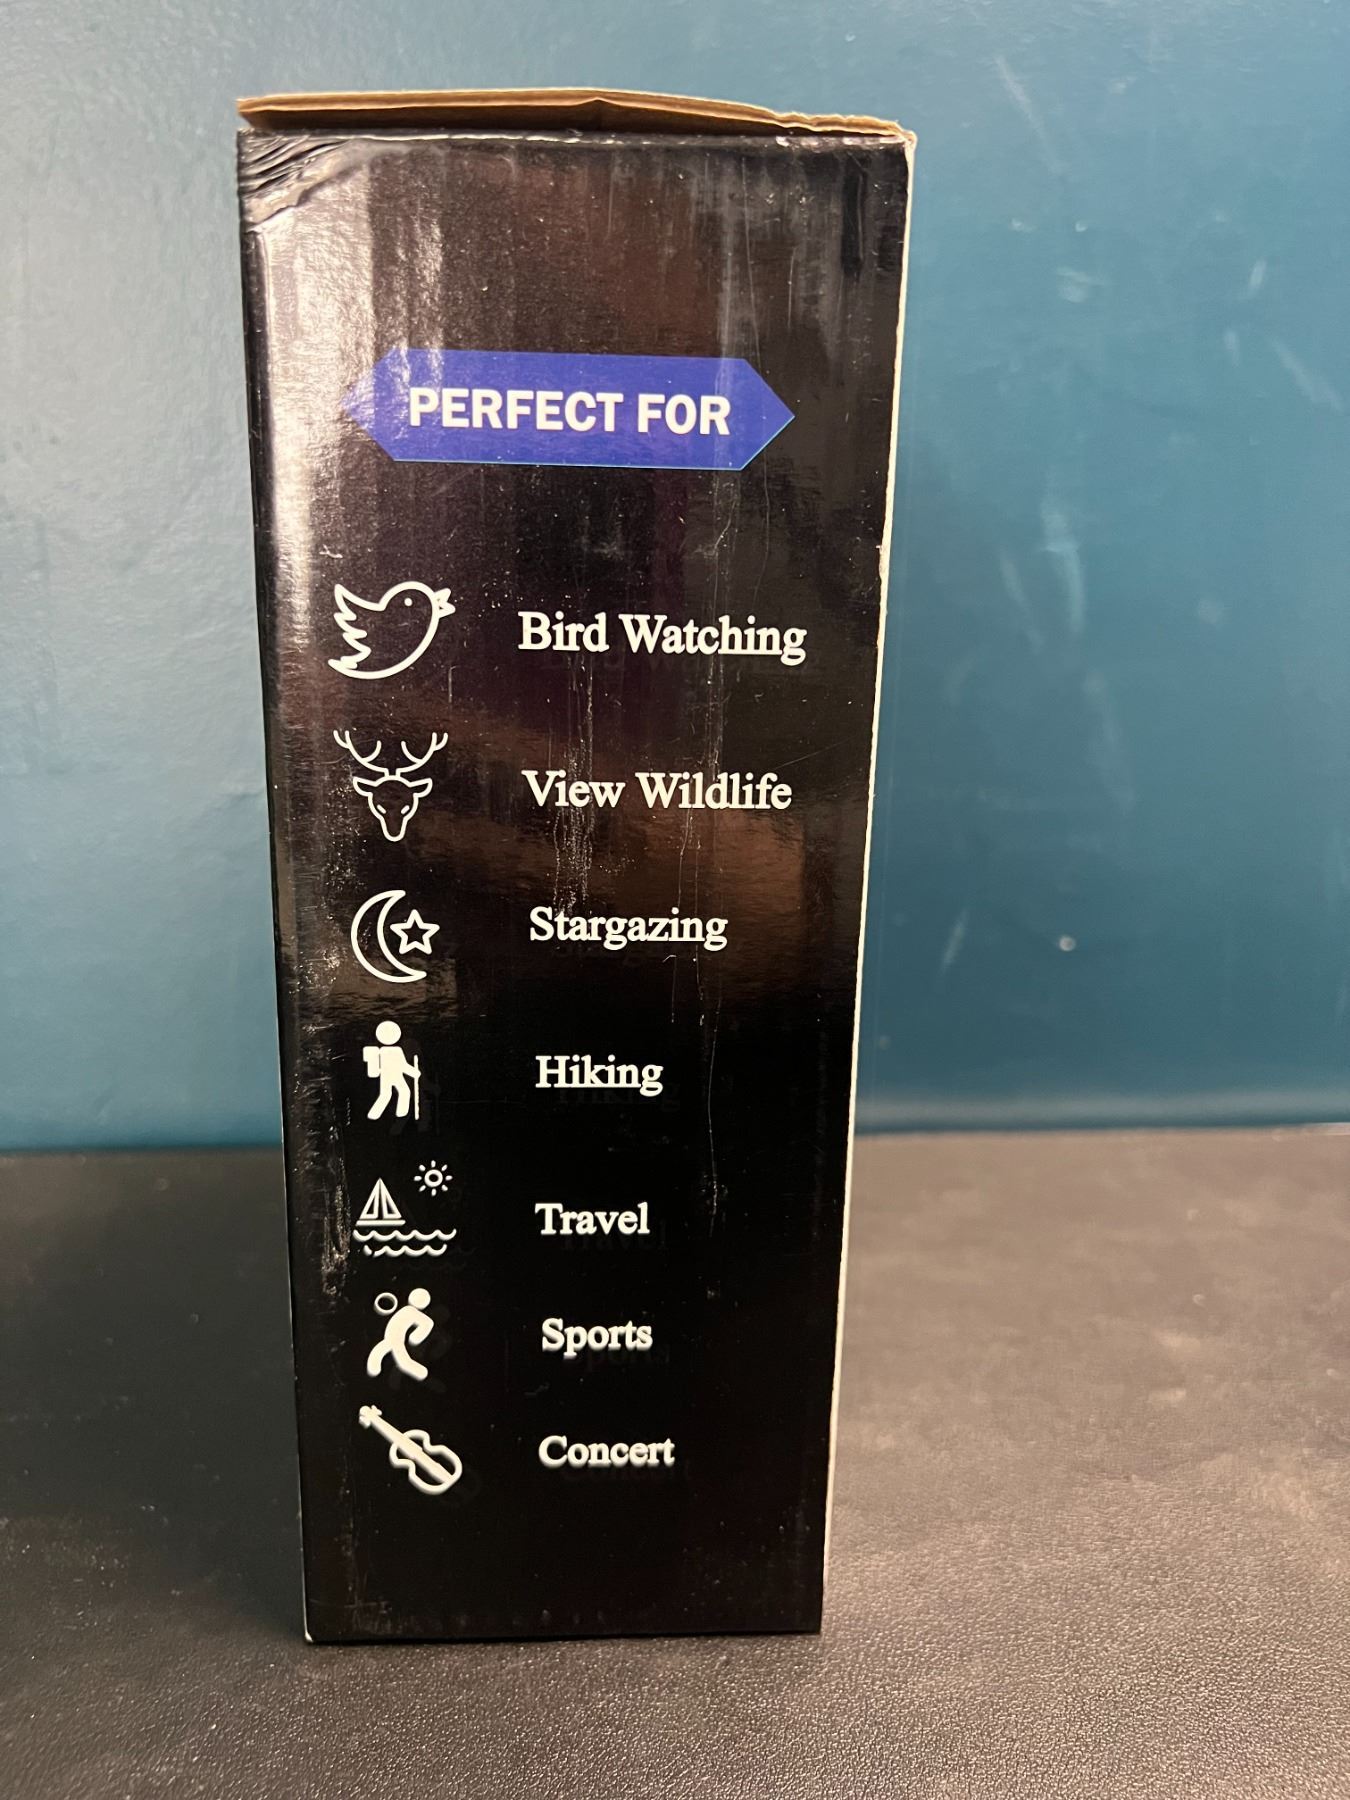 PERFECT FOR
Bird Watching
View Wildlife
Stargazing
Hiking
Travel
Sports
Concert